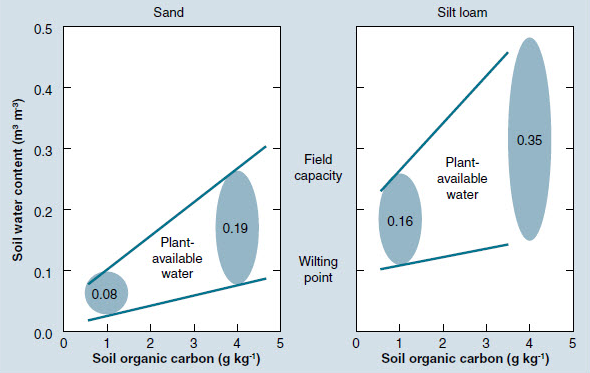 Sand
Silt loam
Soil water content (m³ m⁻³)
0.5
0.4
0.3
0.2
0.1
0.0
0.08
Plant-
available
water
0.19
0
1
2
3
4
5
Soil organic carbon (g kg⁻¹)
Field
capacity
Wilting
point
0.16
Plant-
available
water
0.35
0
1
2
3
4
5
Soil organic carbon (g kg⁻¹)